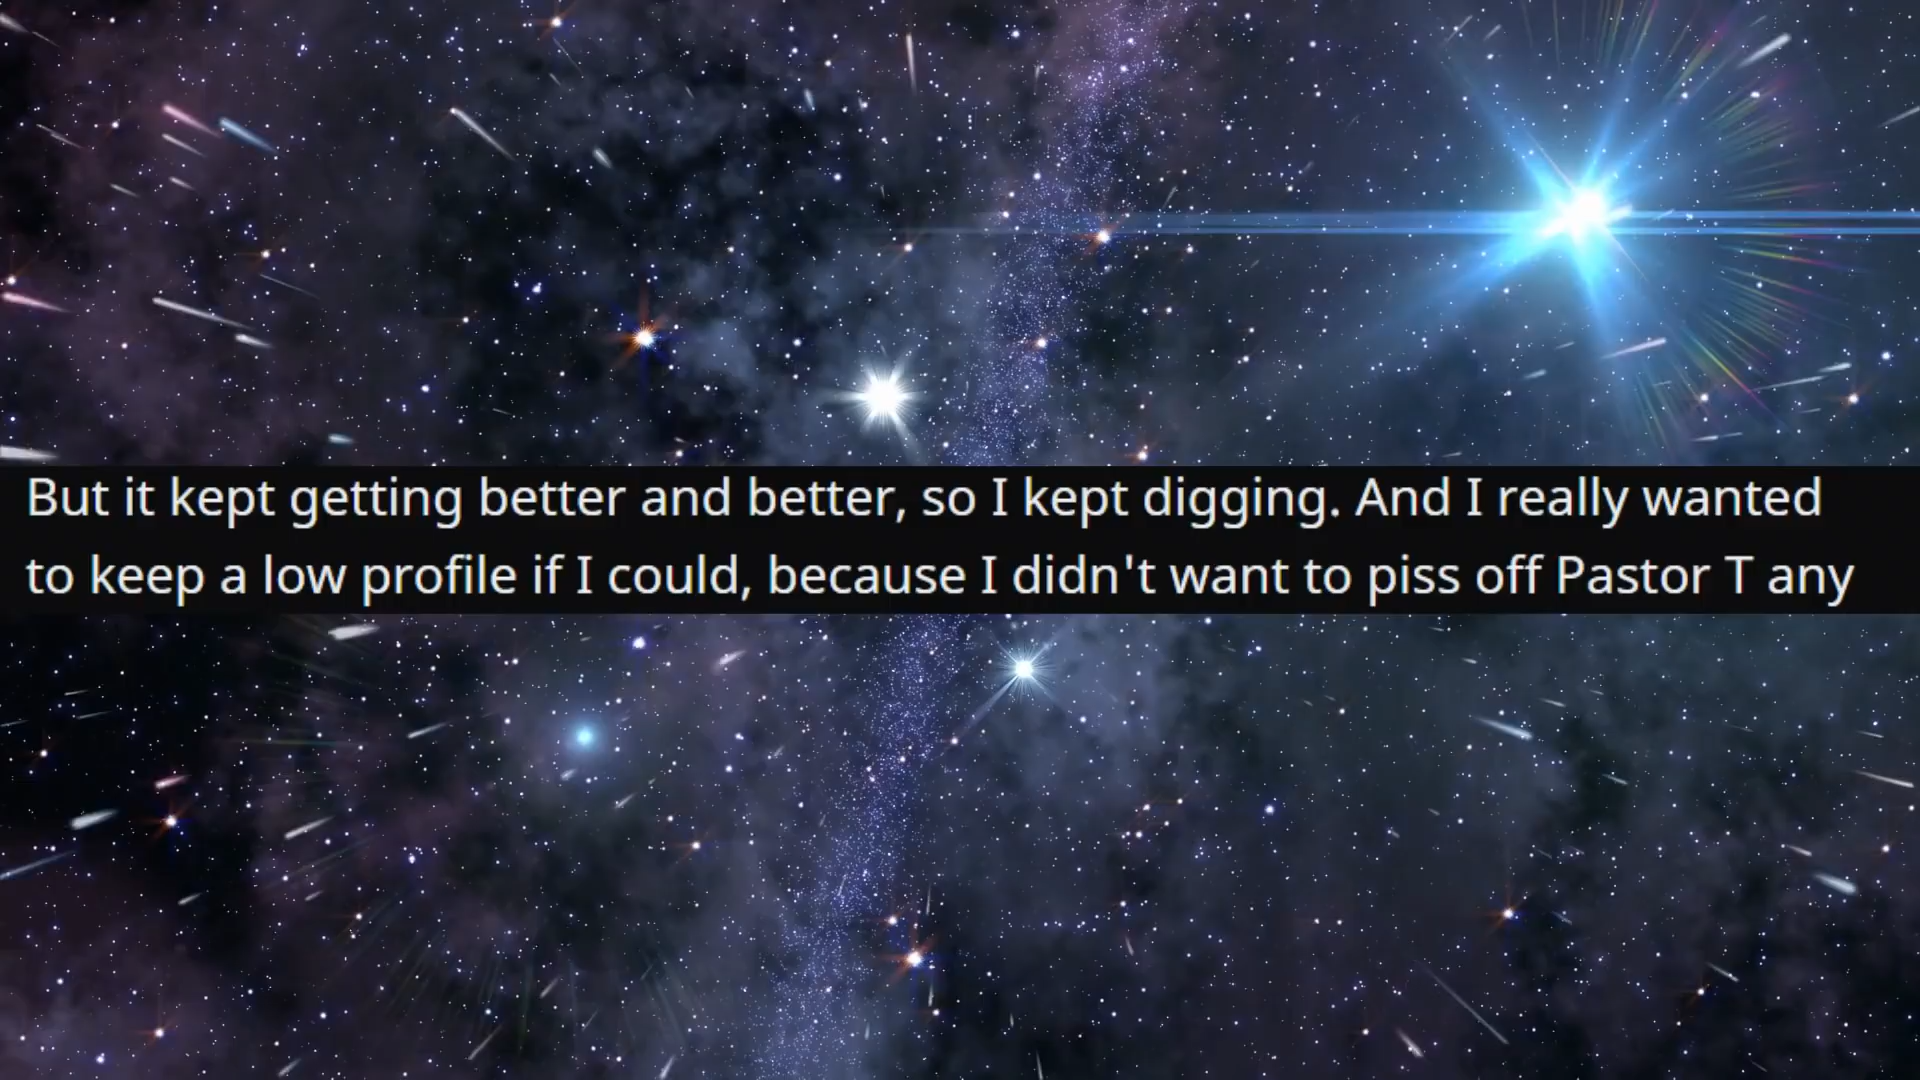 But it kept getting better and better, so I kept digging. And I really wanted
to keep a low profile if I could, because I didn't want to piss off Pastor T any